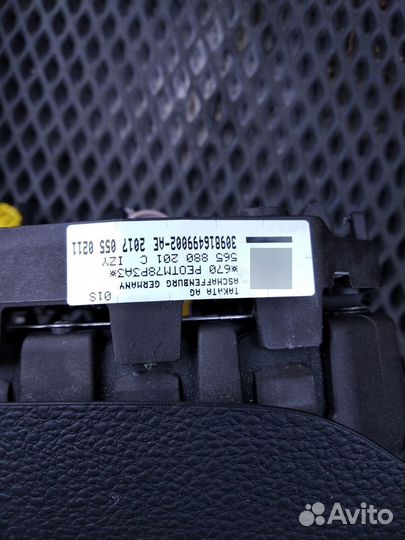 TAKATA AG
ASCHAFFENBURG GERMANY
01S
*670 PEOTM78P3A3*
565 880 201 C IZY
309816499002-AE 2017 055 0211
Avito